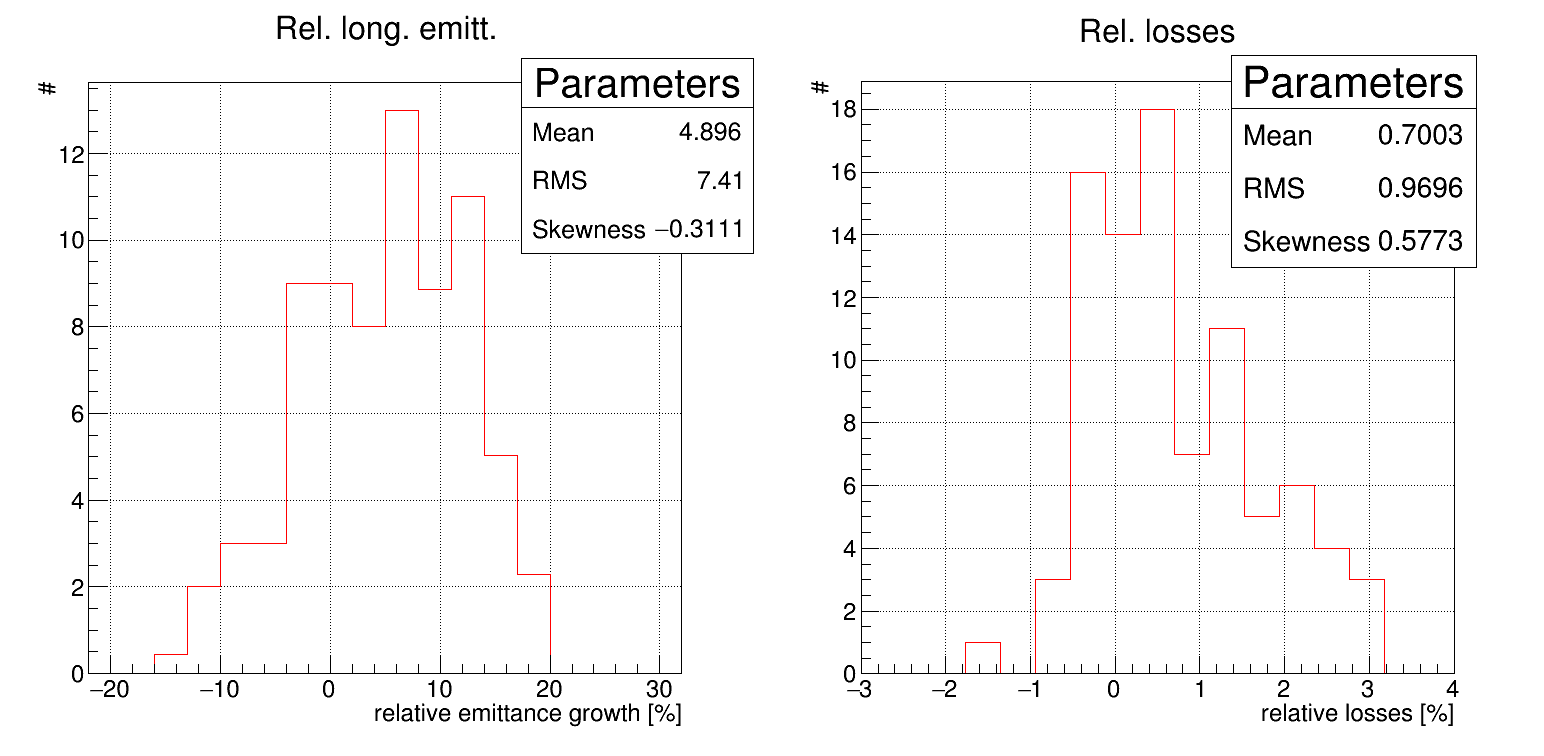 Rel. long. emitt.
#
Parameters
Mean 4.896
RMS 7.41
Skewness −0.3111
12
10
8
6
4
2
0
−20 −10 0 10 20 30
relative emittance growth [%]
Rel. losses
#
Parameters
Mean 0.7003
RMS 0.9696
Skewness 0.5773
18
16
14
12
10
8
6
4
2
0
−3 −2 −1 0 1 2 3 4
relative losses [%]